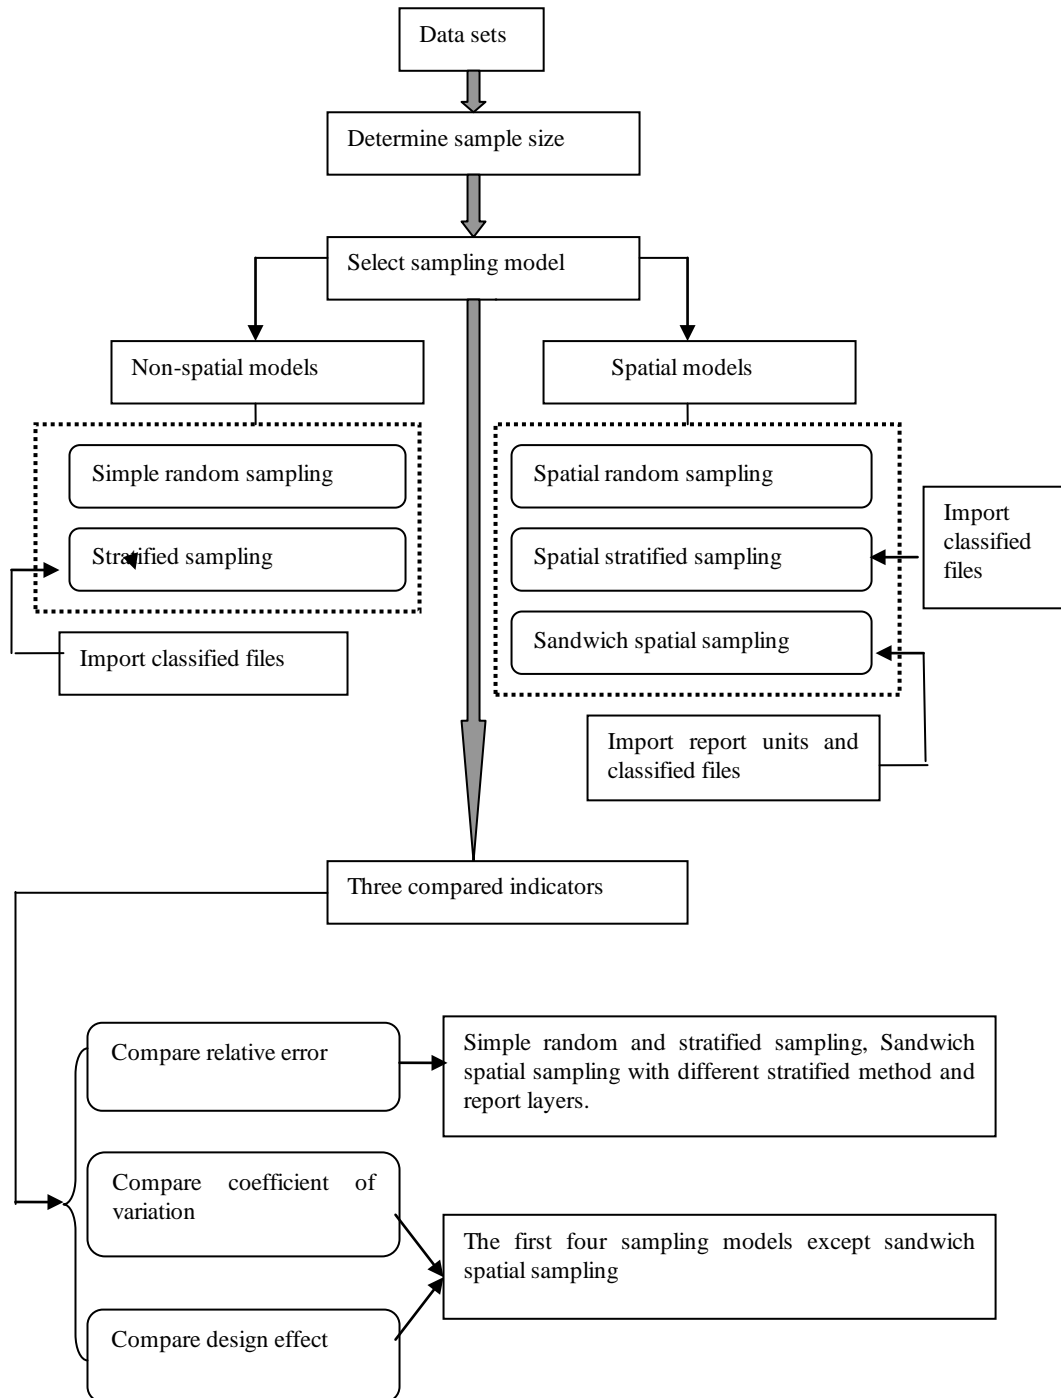 Data sets
Determine sample size
Select sampling model
Non-spatial models
Spatial models
Simple random sampling
Stratified sampling
Import classified files
Spatial random sampling
Spatial stratified sampling
Sandwich spatial sampling
Import
classified
files
Import report units and
classified files
Three compared indicators
Compare relative error
Simple random and stratified sampling, Sandwich
spatial sampling with different stratified method and
report layers.
Compare coefficient of
variation
The first four sampling models except sandwich
spatial sampling
Compare design effect